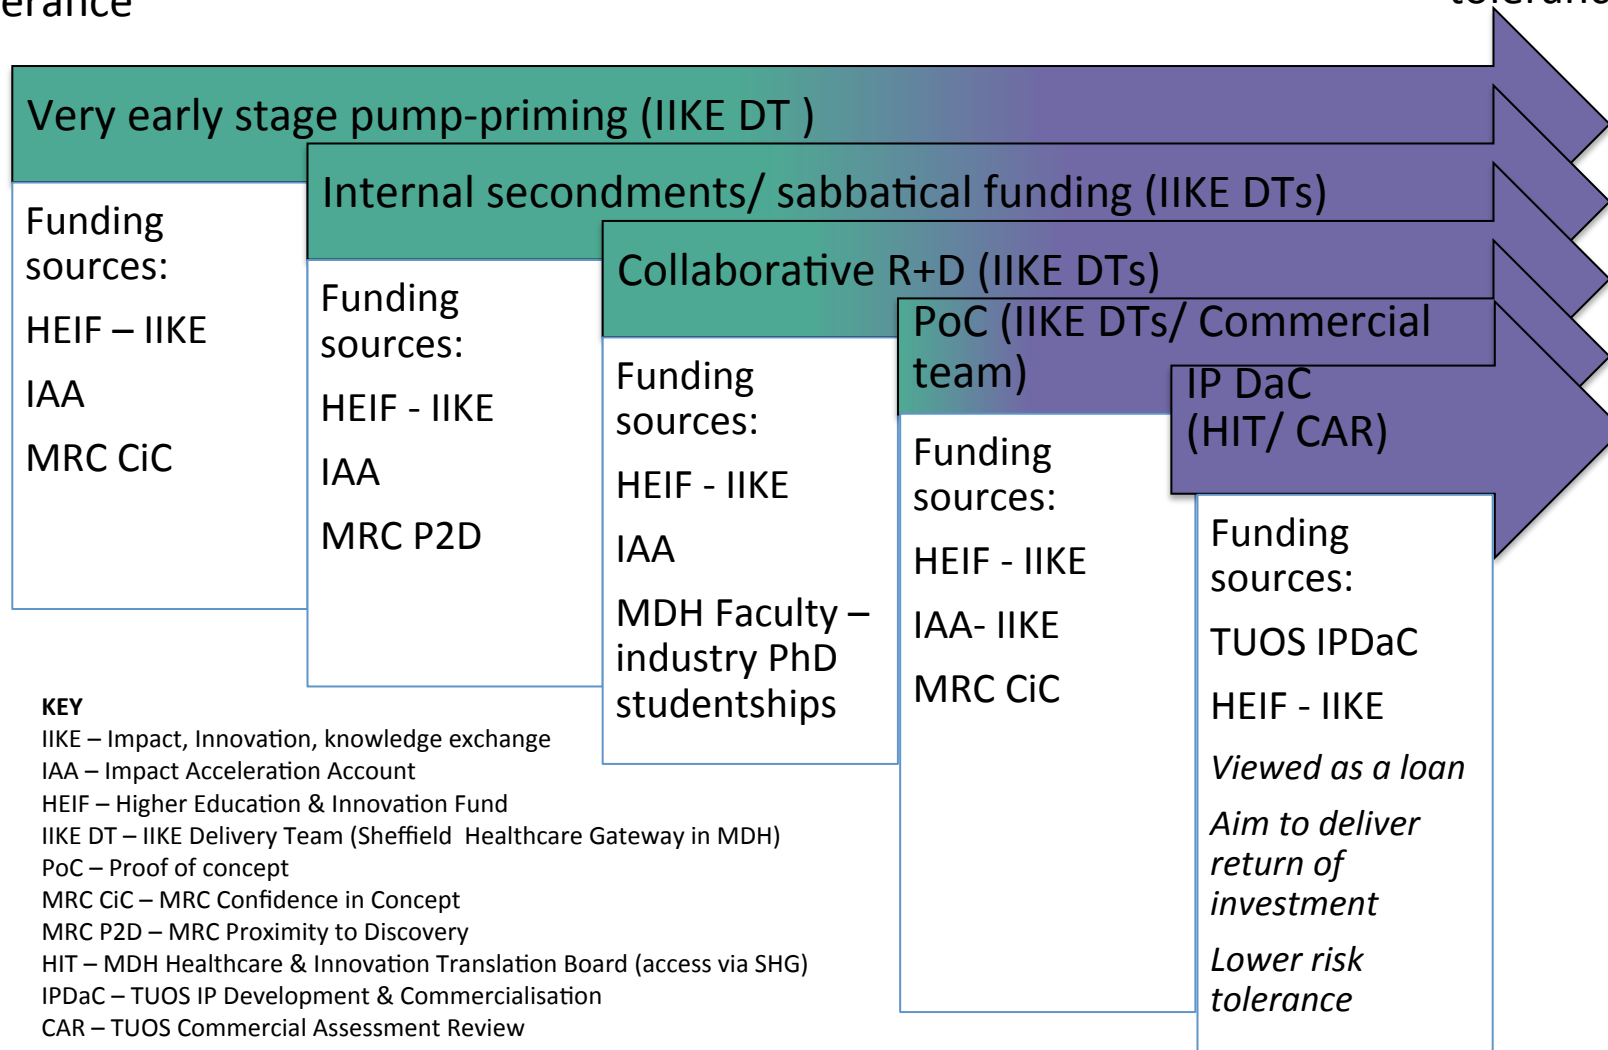 Very early stage pump-priming (IIKE DT )
Funding
sources:
HEIF – IIKE
IAA
MRC CiC
Internal secondments/ sabbatical funding (IIKE DTs)
Funding
sources:
HEIF - IIKE
IAA
MRC P2D
Collaborative R+D (IIKE DTs)
Funding
sources:
HEIF - IIKE
IAA
MDH Faculty –
industry PhD
studentships
PoC (IIKE DTs/ Commercial
team)
Funding
sources:
HEIF - IIKE
IAA- IIKE
MRC CiC
IP DaC
(HIT/ CAR)
Funding
sources:
TUOS IPDaC
HEIF - IIKE
Viewed as a loan
Aim to deliver
return of
investment
Lower risk
tolerance
KEY
IIKE – Impact, Innovation, knowledge exchange
IAA – Impact Acceleration Account
HEIF – Higher Education & Innovation Fund
IIKE DT – IIKE Delivery Team (Sheffield  Healthcare Gateway in MDH)
PoC – Proof of concept
MRC CiC – MRC Confidence in Concept
MRC P2D – MRC Proximity to Discovery
HIT – MDH Healthcare & Innovation Translation Board (access via SHG)
IPDaC – TUOS IP Development & Commercialisation
CAR – TUOS Commercial Assessment Review